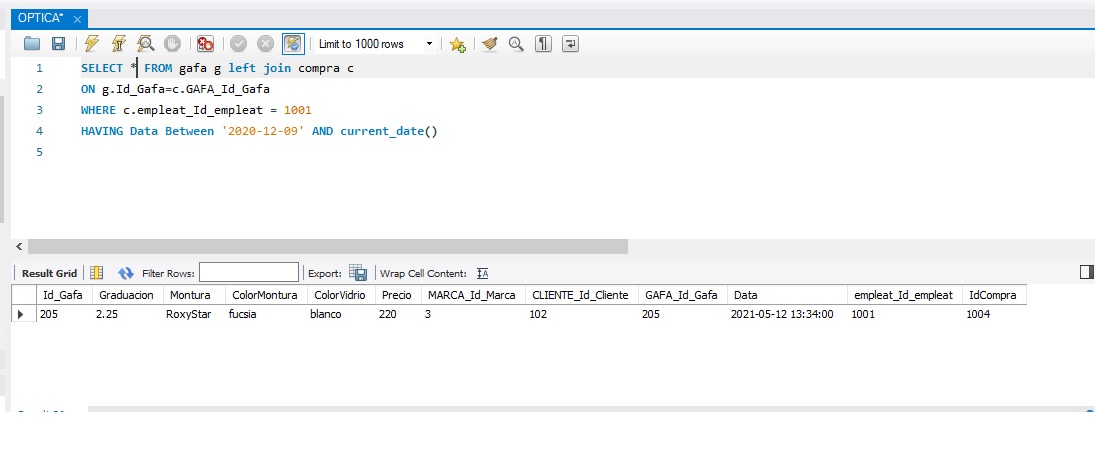 OPTICA*
Limit to 1000 rows
1 SELECT * FROM gafa g left join compra c
2 ON g.Id_Gafa=c.GAFA_Id_Gafa
3 WHERE c.empleat_Id_empleat = 1001
4 HAVING Data Between '2020-12-09' AND current_date()
5
Result Grid Filter Rows: Export: Wrap Cell Content: IA
Id_Gafa Graduacion Montura ColorMontura ColorVidrio Precio MARCA_Id_Marca CLIENTE_Id_Cliente GAFA_Id_Gafa Data empleat_Id_empleat IdCompra
205 2.25 RoxyStar fucsia blanco 220 3 102 205 2021-05-12 13:34:00 1001 1004